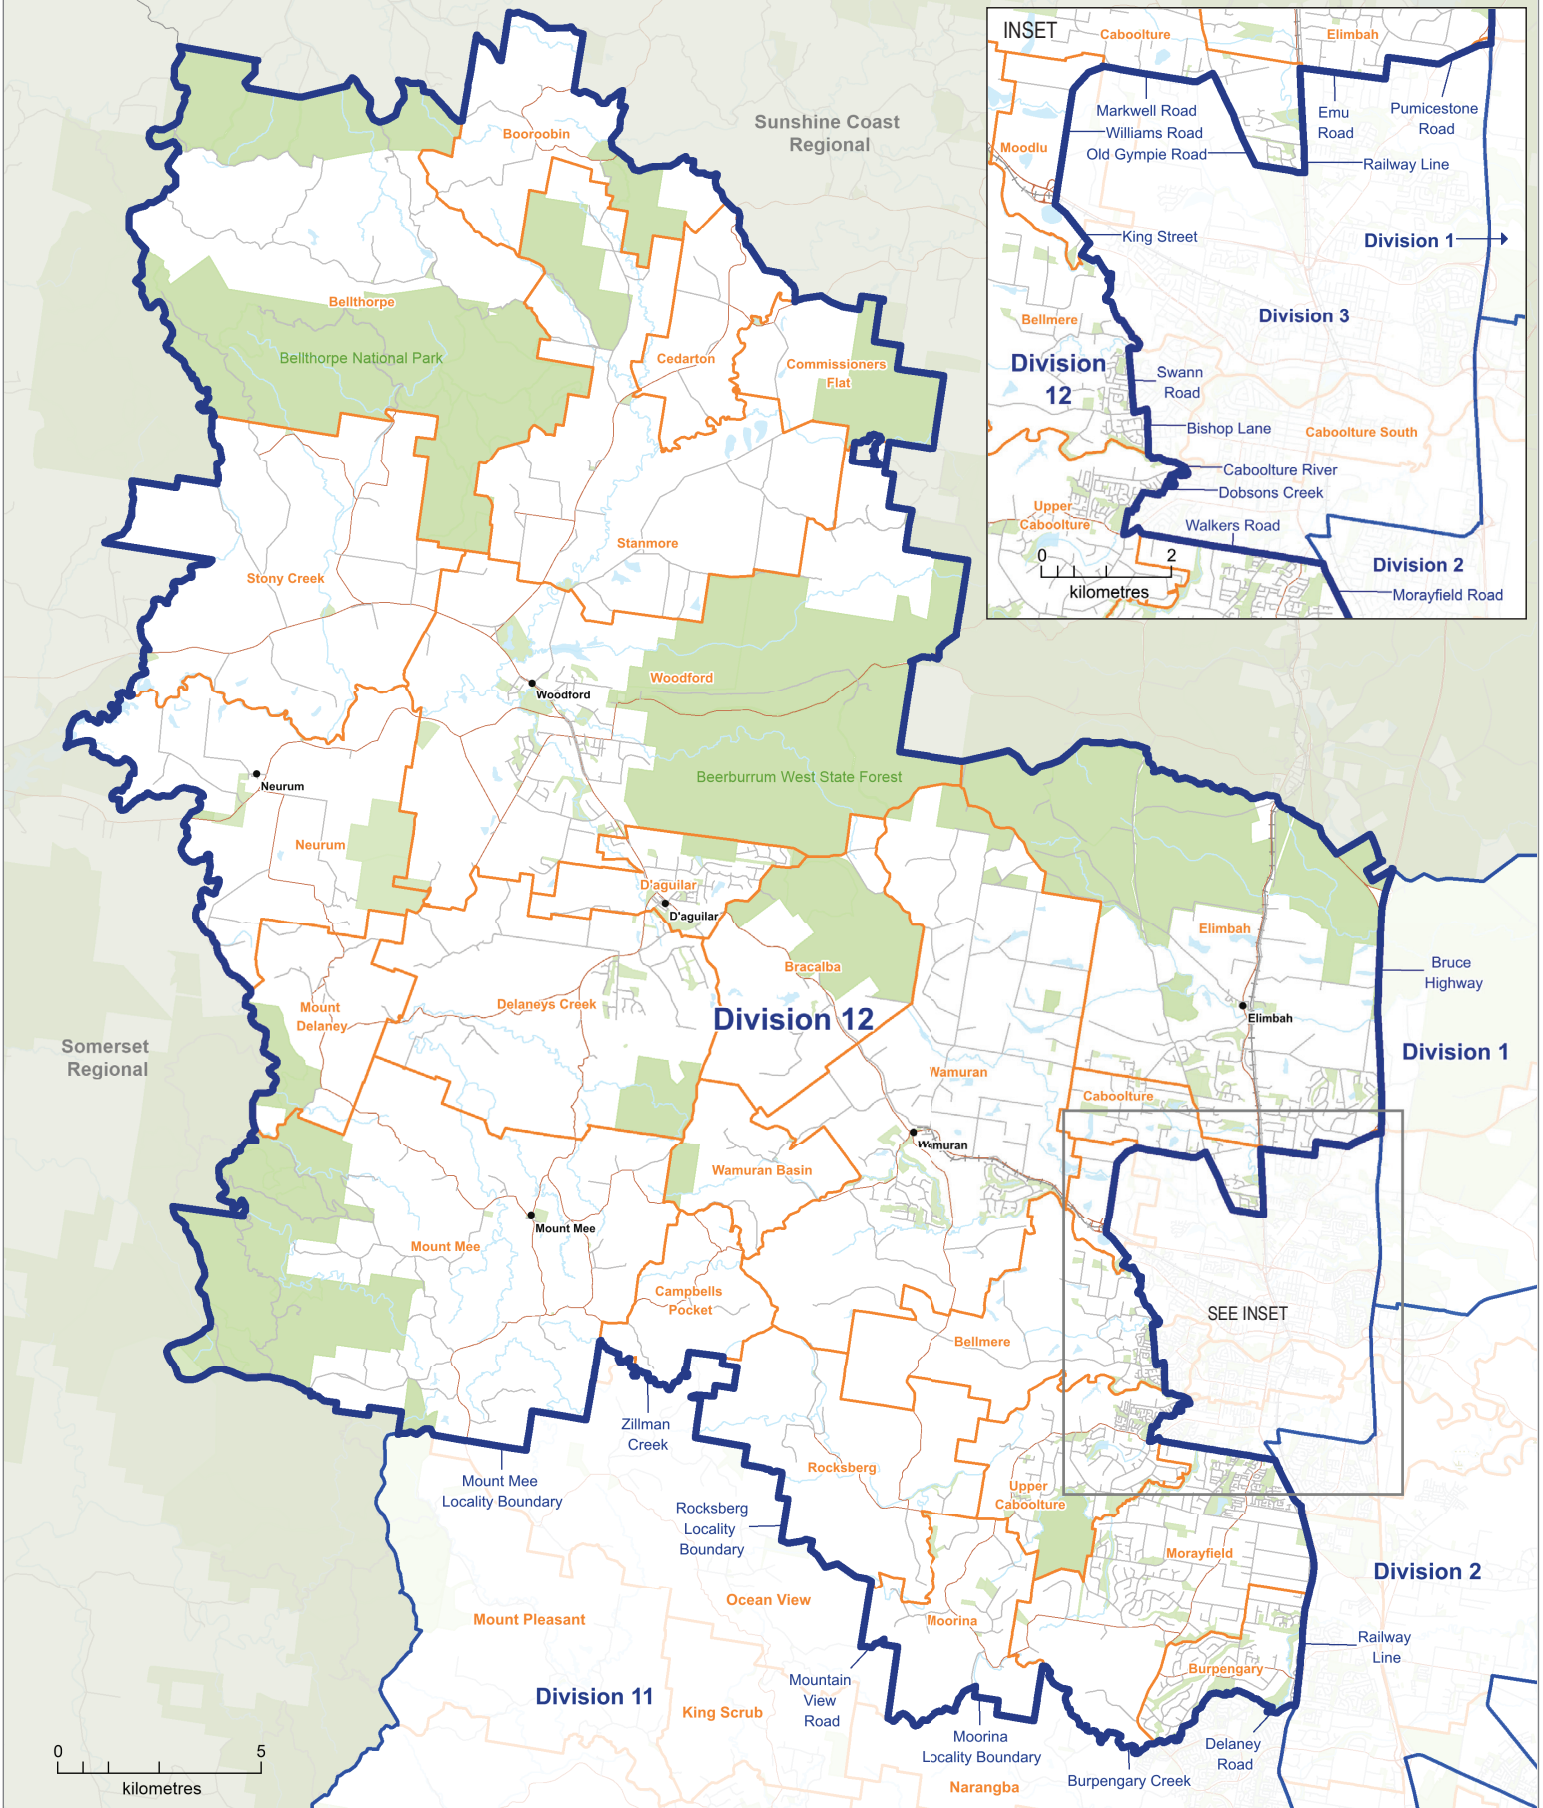 INSET
Caboolture
Elimbah
Markwell Road
Williams Road
Old Gympie Road
Emu
Road
Pumicestone
Road
Moodlu
Railway Line
King Street
Division 1
Bellmere
Division 3
Division
12
Swann
Road
Bishop Lane
Caboolture South
Caboolture River
Dobsons Creek
Upper
Caboolture
Walkers Road
0
2
kilometres
Division 2
Morayfield Road
Sunshine Coast
Regional
Booroobin
Bellthorpe
Bellthorpe National Park
Cedarton
Commissioners
Flat
Stanmore
Stony Creek
Woodford
Woodford
Beerburrum West State Forest
Neurum
Neurum
D'aguilar
D'aguilar
Elimbah
Bracalba
Bruce
Highway
Mount
Delaney
Delaneys Creek
Division 12
Elimbah
Somerset
Regional
Division 1
Wamuran
Caboolture
Wamuran
Wamuran Basin
Mount Mee
Mount Mee
Campbells
Pocket
SEE INSET
Bellmere
Zillman
Creek
Rocksberg
Mount Mee
Locality Boundary
Upper
Caboolture
Rocksberg
Locality
Boundary
Morayfield
Division 2
Ocean View
Mount Pleasant
Moorina
Railway
Line
Burpengary
Mountain
View
Road
Division 11
King Scrub
Moorina
Locality Boundary
Delaney
Road
Burpengary Creek
Narangba
0
5
kilometres